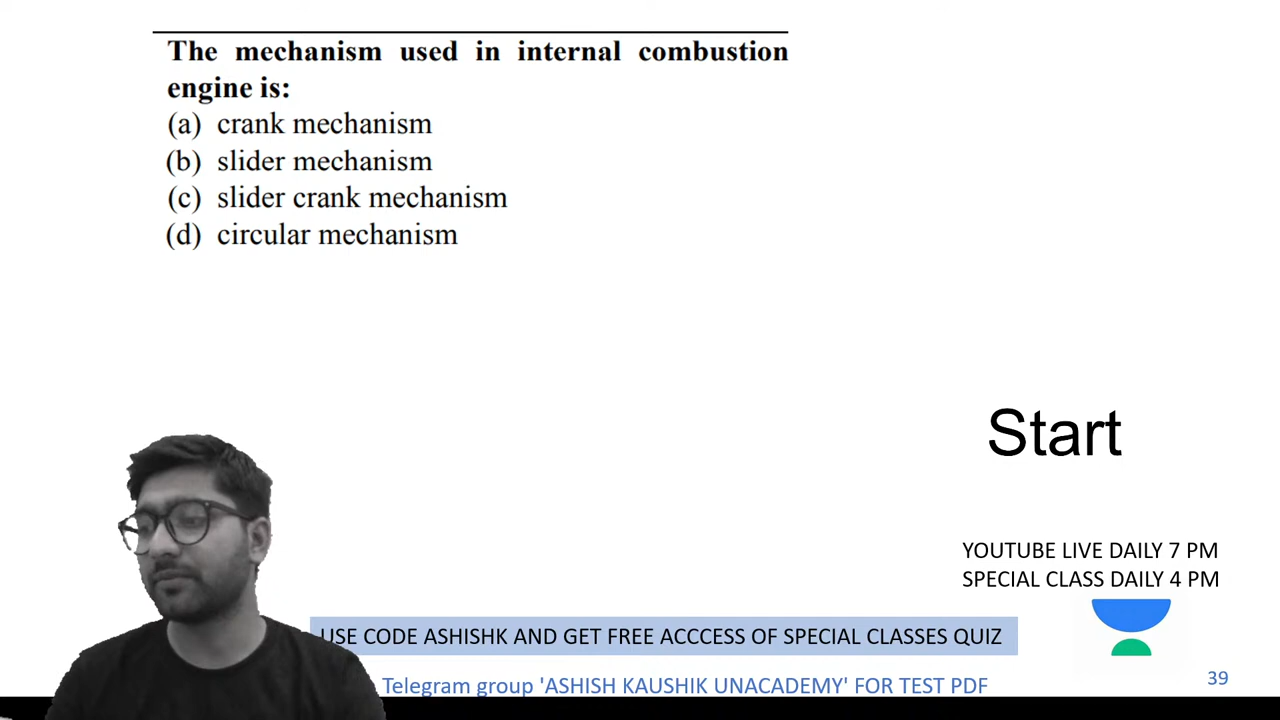 The mechanism used in internal combustion
engine is:
(a) crank mechanism
(b) slider mechanism
(c) slider crank mechanism
(d) circular mechanism
Start
YOUTUBE LIVE DAILY 7 PM
SPECIAL CLASS DAILY 4 PM
USE CODE ASHISHK AND GET FREE ACCCESS OF SPECIAL CLASSES QUIZ
Telegram group 'ASHISH KAUSHIK UNACADEMY' FOR TEST PDF
39